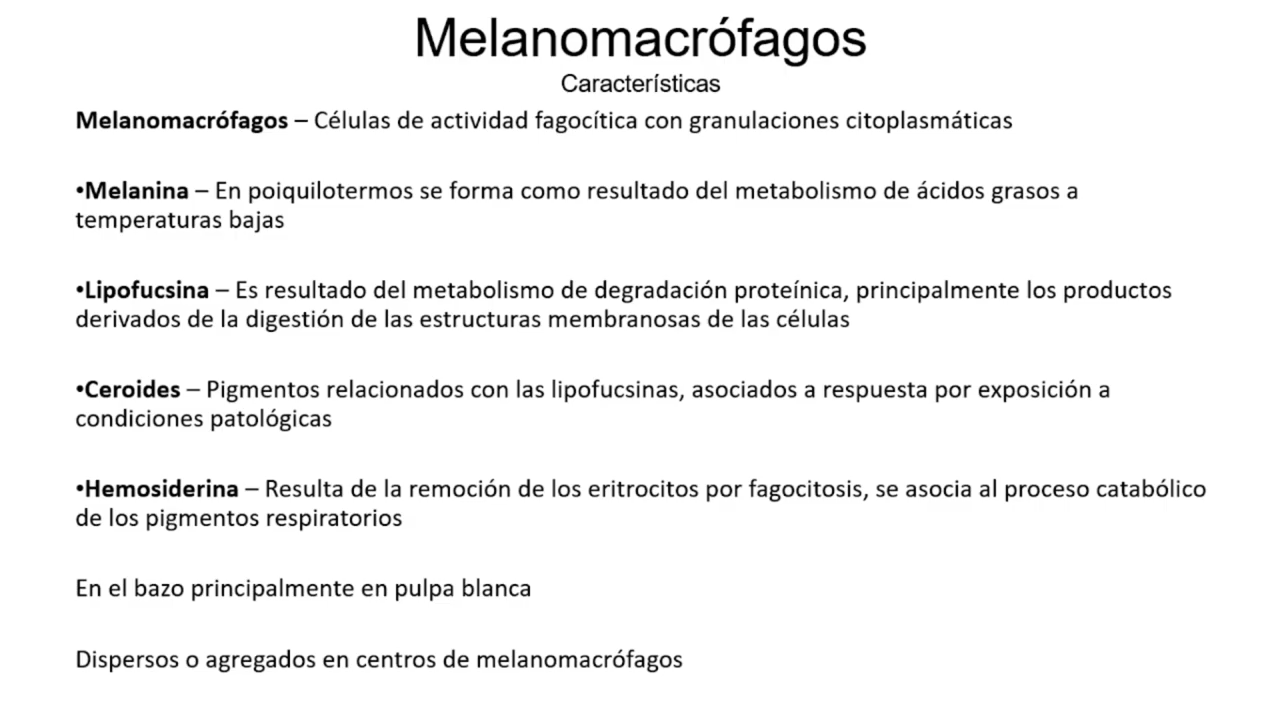 Melanomacrófagos
Características
Melanomacrófagos – Células de actividad fagocítica con granulaciones citoplasmáticas
•Melanina – En poiquilotermos se forma como resultado del metabolismo de ácidos grasos a
temperaturas bajas
•Lipofucsina – Es resultado del metabolismo de degradación proteínica, principalmente los productos
derivados de la digestión de las estructuras membranosas de las células
•Ceroides – Pigmentos relacionados con las lipofucsinas, asociados a respuesta por exposición a
condiciones patológicas
•Hemosiderina – Resulta de la remoción de los eritrocitos por fagocitosis, se asocia al proceso catabólico
de los pigmentos respiratorios
En el bazo principalmente en pulpa blanca
Dispersos o agregados en centros de melanomacrófagos